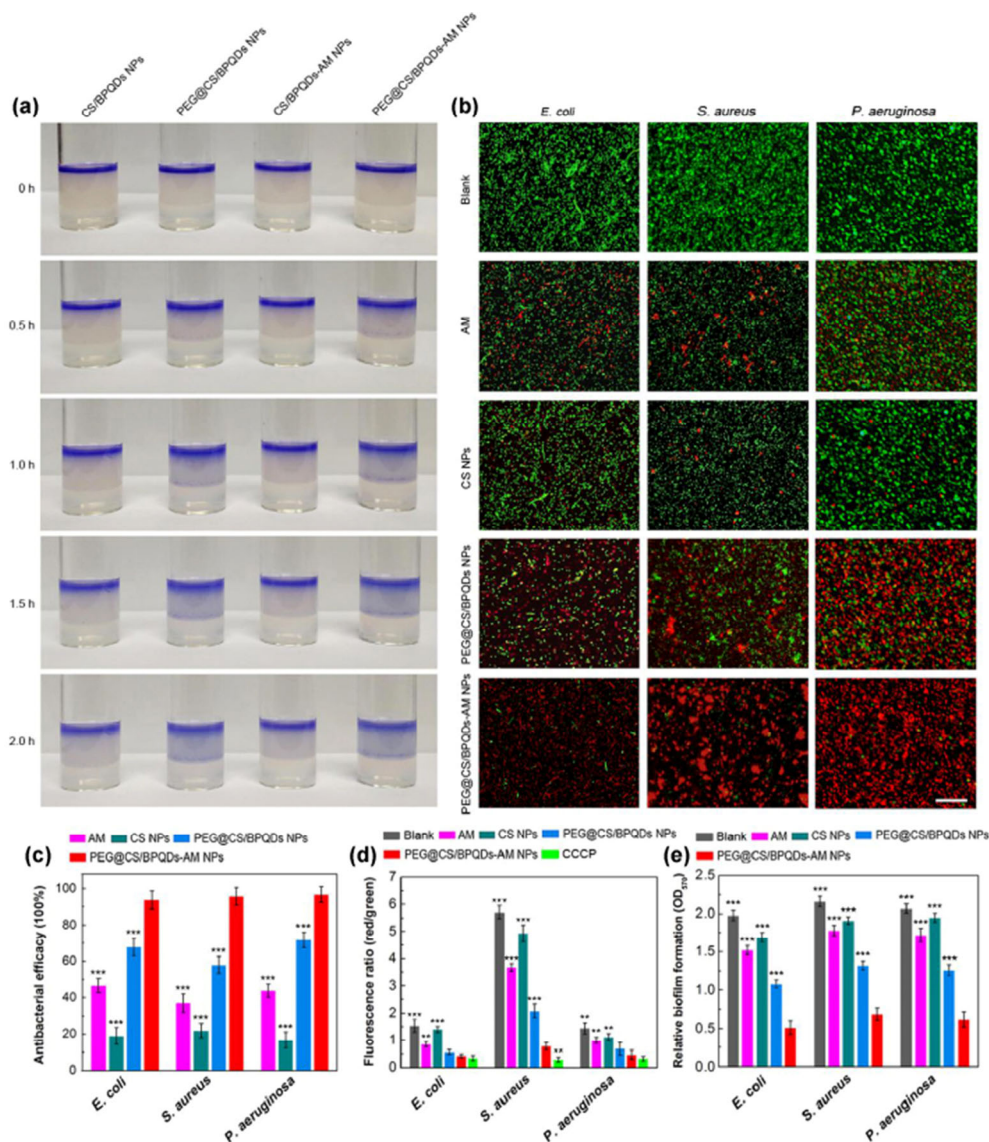 (a)
CS/BPQDs NPs
PEG@CS/BPQDs NPs
CS/BPQDs-AM NPs
PEG@CS/BPQDs-AM NPs
0 h
0.5 h
1.0 h
1.5 h
2.0 h
(b)
E. coli
S. aureus
P. aeruginosa
Blank
AM
CS NPs
PEG@CS/BPQDs NPs
PEG@CS/BPQDs-AM NPs
(c)
AM CS NPs PEG@CS/BPQDs NPs
PEG@CS/BPQDs-AM NPs
Antibacterial efficacy (100%)
100
80
60
40
20
0
*** *** ***
*** *** ***
*** *** ***
E. coli
S. aureus
P. aeruginosa
(d)
Blank AM CS NPs PEG@CS/BPQDs NPs
PEG@CS/BPQDs-AM NPs CCCP
Fluorescence ratio (red/green)
7
6
5
4
3
2
1
0
*** ** ***
*** *** *** *** **
** ** **
E. coli
S. aureus
P. aeruginosa
(e)
Blank AM CS NPs PEG@CS/BPQDs NPs
PEG@CS/BPQDs-AM NPs
Relative biofilm formation (OD570)
2.5
2.0
1.5
1.0
0.5
0.0
*** *** *** ***
*** *** *** ***
*** *** *** ***
E. coli
S. aureus
P. aeruginosa